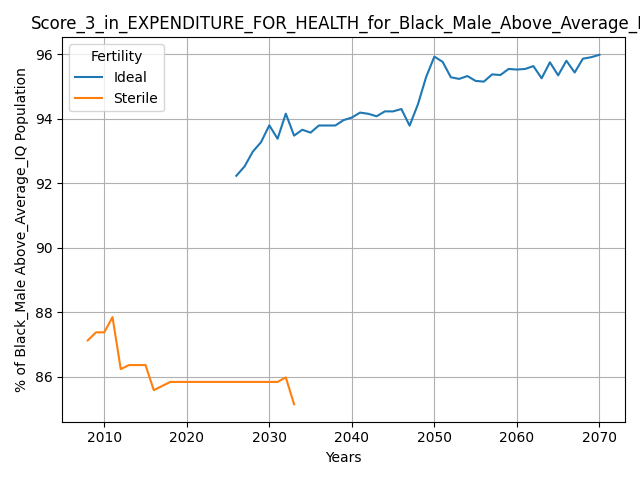 Score_3_in_EXPENDITURE_FOR_HEALTH_for_Black_Male_Above_Average_
Fertility
Ideal
Sterile
% of Black_Male Above_Average_IQ Population
96
94
92
90
88
86
2010 2020 2030 2040 2050 2060 2070
Years